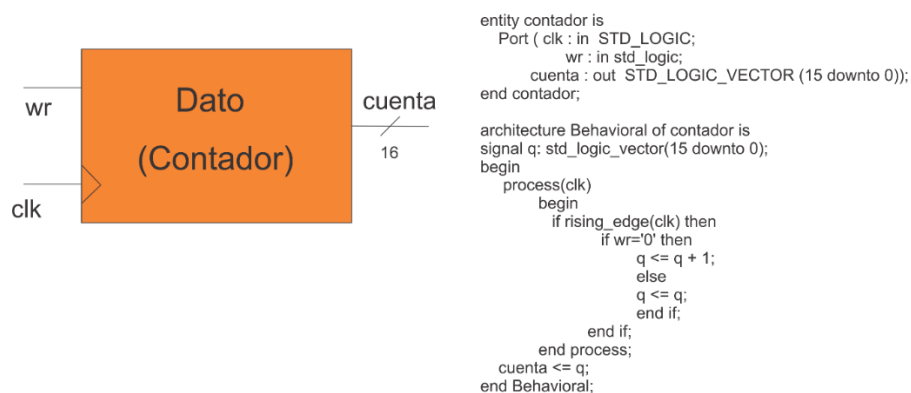 wr
clk
Dato
(Contador)
cuenta
16
entity contador is
Port ( clk : in STD_LOGIC;
wr : in std_logic;
cuenta : out STD_LOGIC_VECTOR (15 downto 0));
end contador;
architecture Behavioral of contador is
signal q: std_logic_vector(15 downto 0);
begin
process(clk)
begin
if rising_edge(clk) then
if wr='0' then
q <= q + 1;
else
q <= q;
end if;
end if;
end process;
cuenta <= q;
end Behavioral;